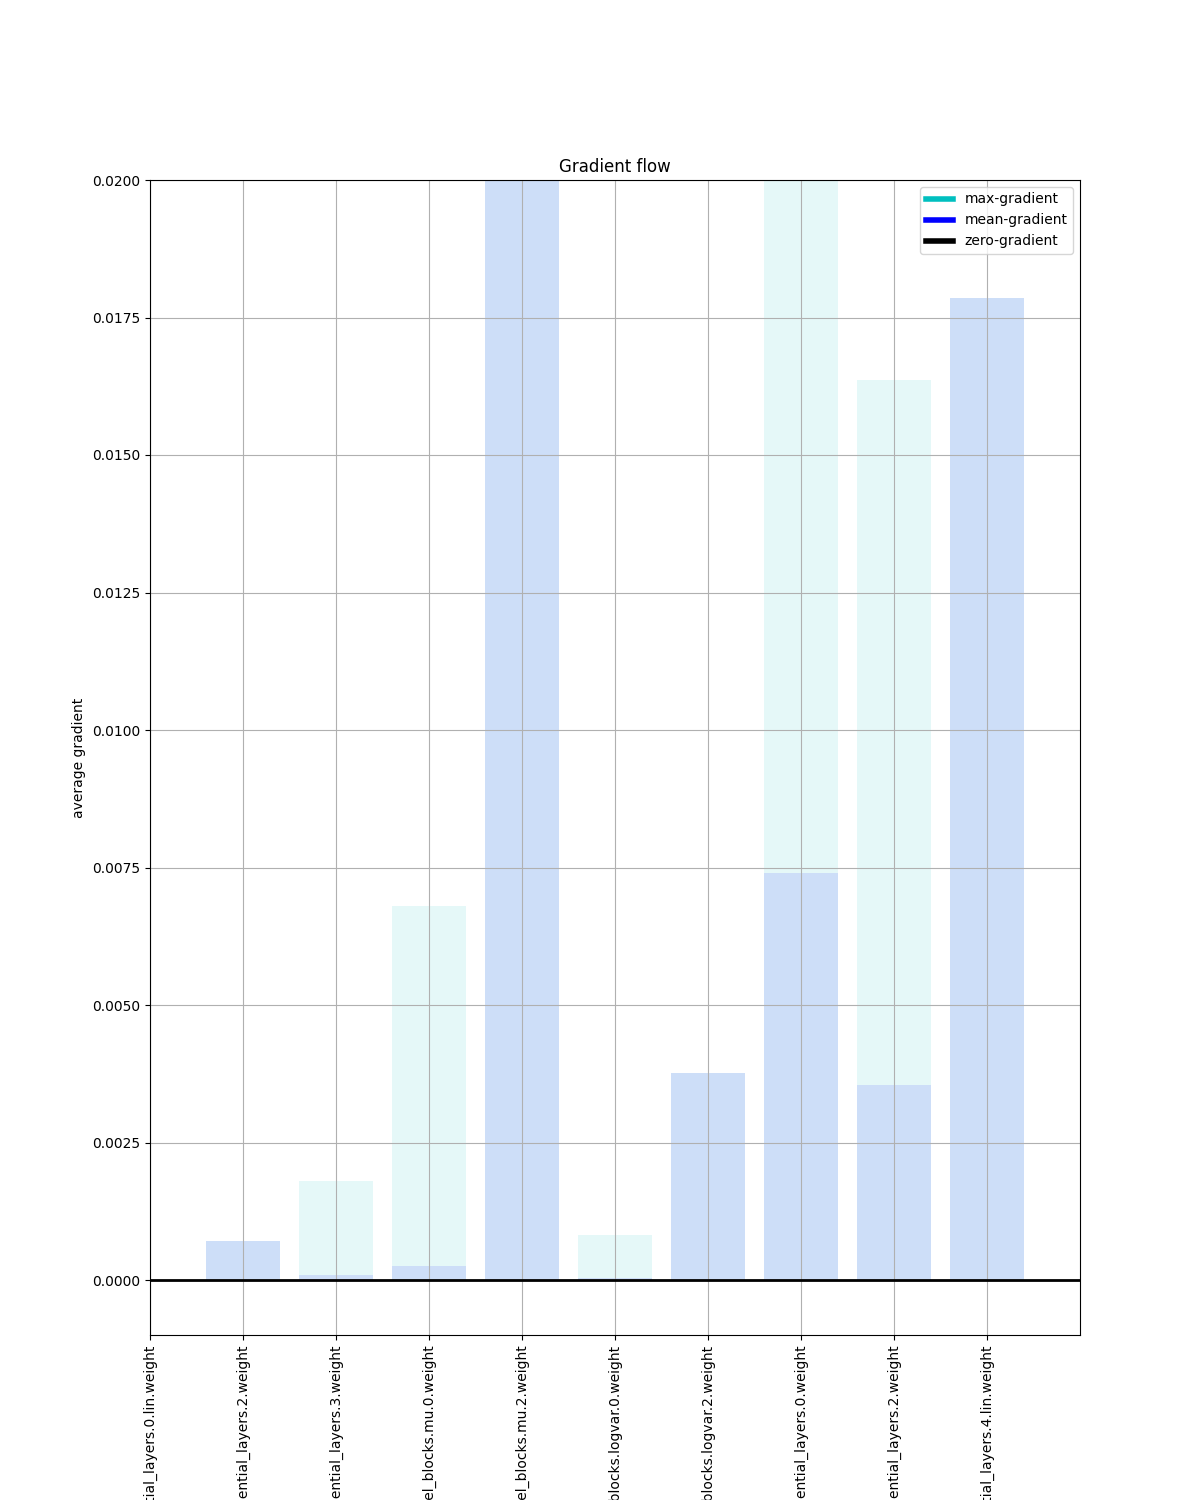 Gradient flow
max-gradient
mean-gradient
zero-gradient
0.0200
0.0175
0.0150
0.0125
0.0100
0.0075
0.0050
0.0025
0.0000
average gradient
tial_layers.0.lin.weight
ential_layers.2.weight
ential_layers.3.weight
el_blocks.mu.0.weight
el_blocks.mu.2.weight
blocks.logvar.0.weight
blocks.logvar.2.weight
ential_layers.0.weight
ential_layers.2.weight
tial_layers.4.lin.weight